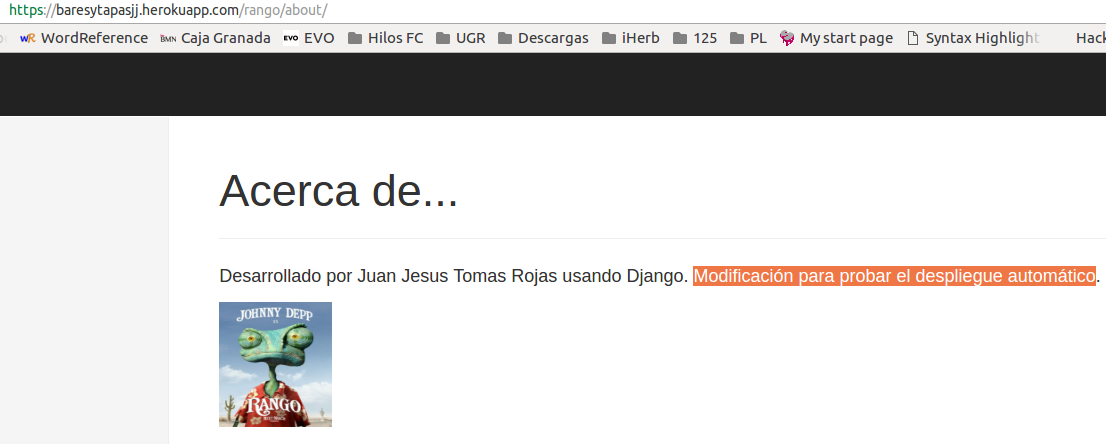 https://baresytapasjj.herokuapp.com/rango/about/
WordReference BMN Caja Granada EVO EVO Hilos FC UGR Descargas iHerb 125 PL My start page Syntax Highlight Hack
Acerca de...
Desarrollado por Juan Jesus Tomas Rojas usando Django. Modificación para probar el despliegue automático.
JOHNNY DEPP
RANGO